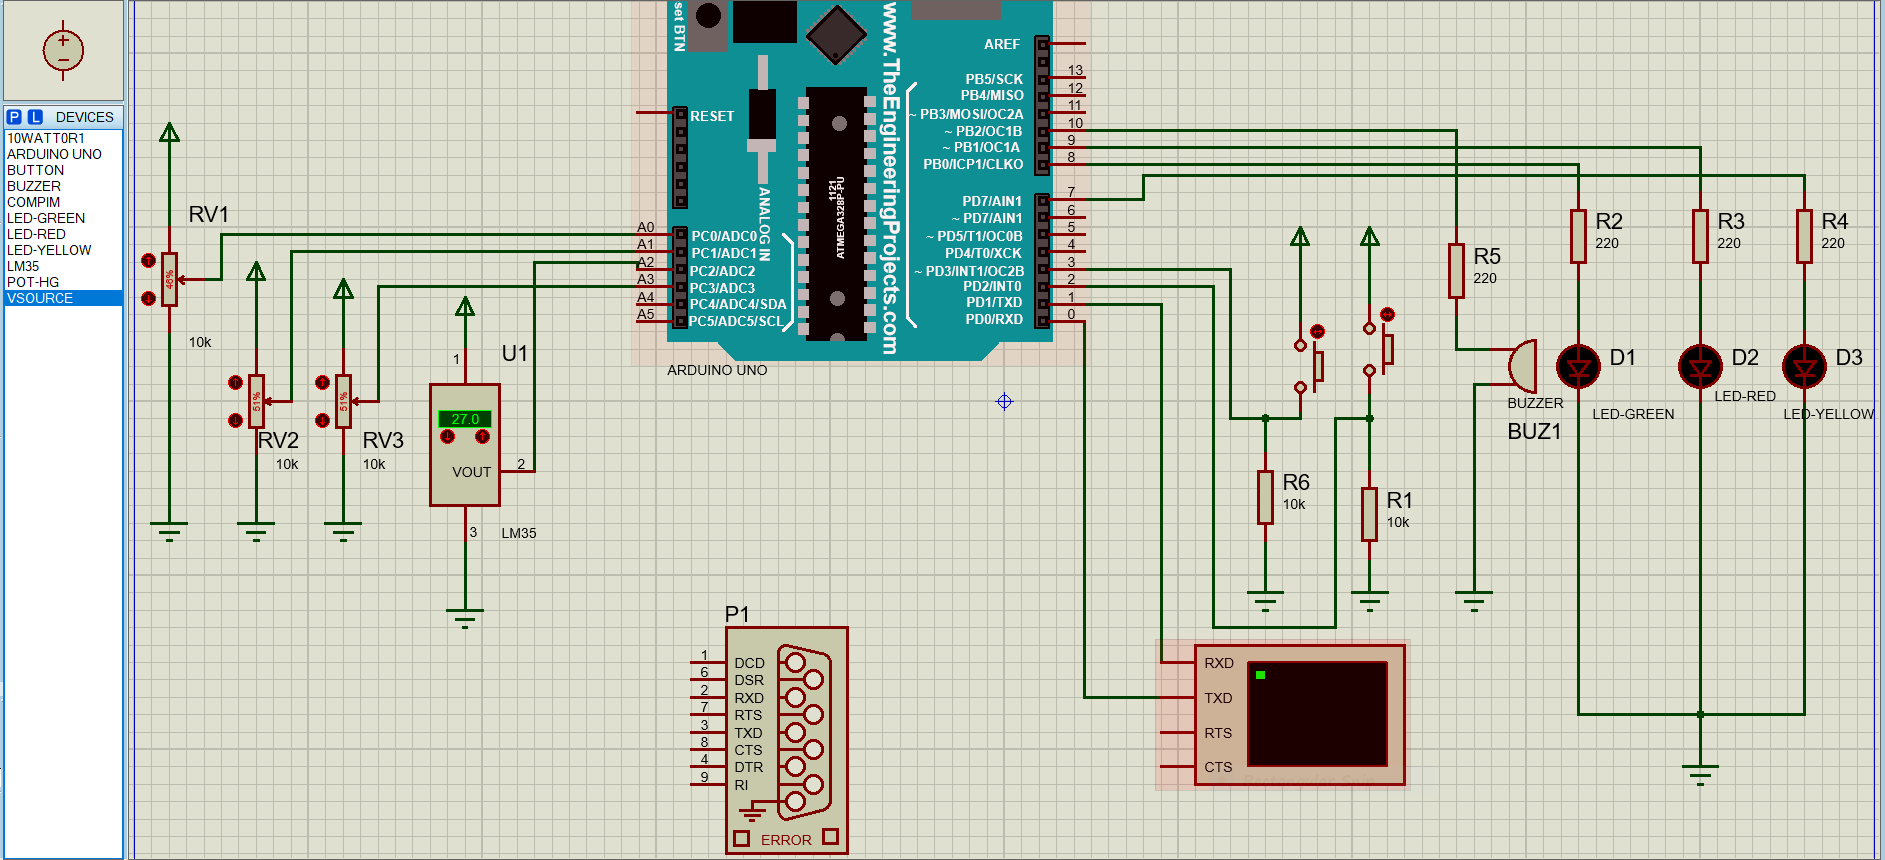 P L DEVICES
10WATT0R1
ARDUINO UNO
BUTTON
BUZZER
COMPIM
LED-GREEN
LED-RED
LED-YELLOW
LM35
POT-HG
VSOURCE
RV1
46%
10k
RV2
51%
10k
RV3
51%
10k
U1
1
27.0
VOUT
2
3
LM35
set BTN
www.TheEngineeringProjects.com
RESET
ANALOG IN
1121
ATMEGA328P-PU
A0 PC0/ADC0
A1 PC1/ADC1
A2 PC2/ADC2
A3 PC3/ADC3
A4 PC4/ADC4/SDA
A5 PC5/ADC5/SCL
AREF
PB5/SCK 13
PB4/MISO 12
~ PB3/MOSI/OC2A 11
~ PB2/OC1B 10
~ PB1/OC1A 9
PB0/ICP1/CLKO 8
PD7/AIN1 7
~ PD7/AIN1 6
~ PD5/T1/OC0B 5
PD4/T0/XCK 4
~ PD3/INT1/OC2B 3
PD2/INT0 2
PD1/TXD 1
PD0/RXD 0
ARDUINO UNO
R6
10k
R1
10k
R5
220
R2
220
R3
220
R4
220
BUZZER
BUZ1
D1
LED-GREEN
D2
LED-RED
D3
LED-YELLOW
P1
1 DCD
6 DSR
2 RXD
7 RTS
3 TXD
8 CTS
4 DTR
9 RI
ERROR
RXD
TXD
RTS
CTS